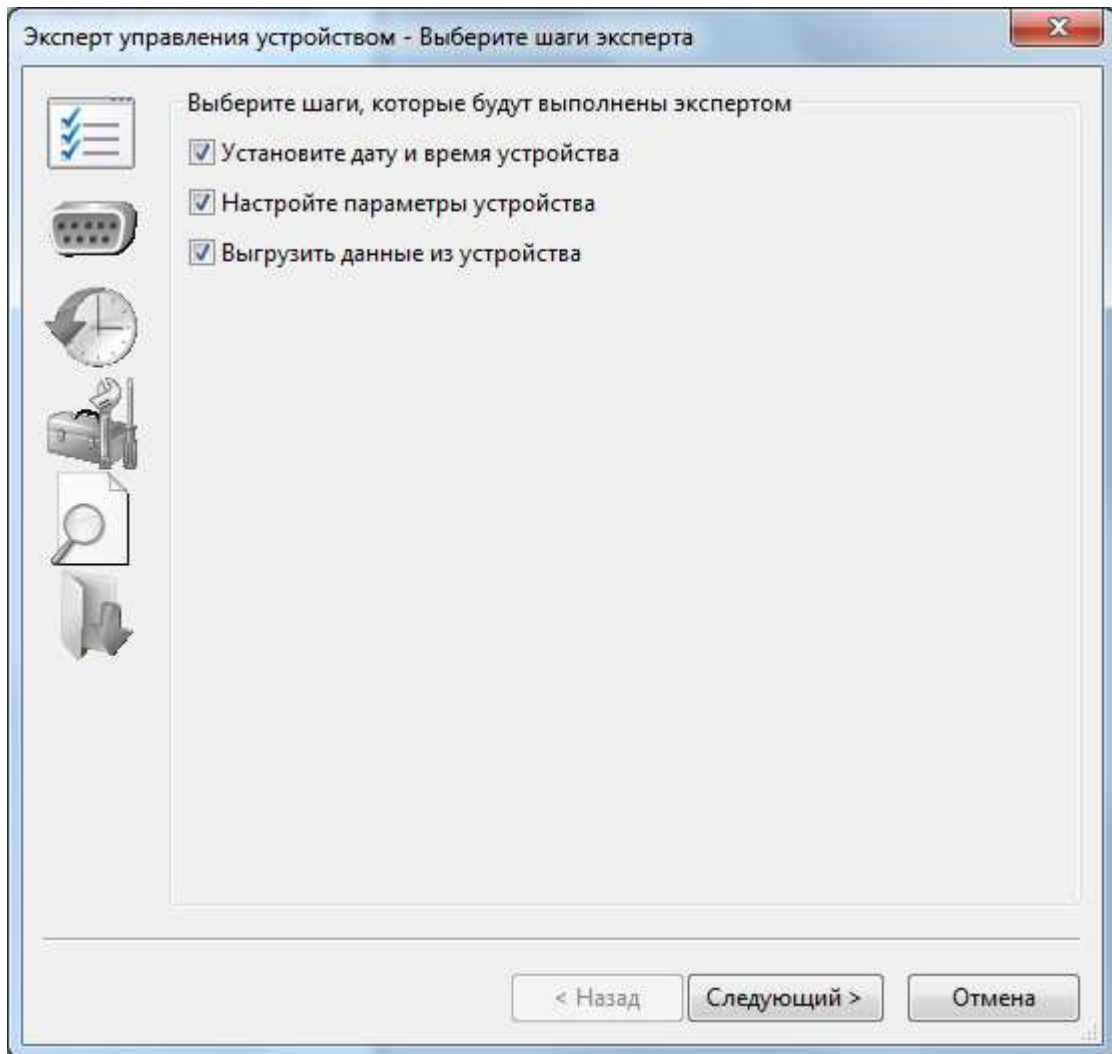 Эксперт управления устройством - Выберите шаги эксперта
Выберите шаги, которые будут выполнены экспертом
Установите дату и время устройства
Настройте параметры устройства
Выгрузить данные из устройства
< Назад
Следующий >
Отмена